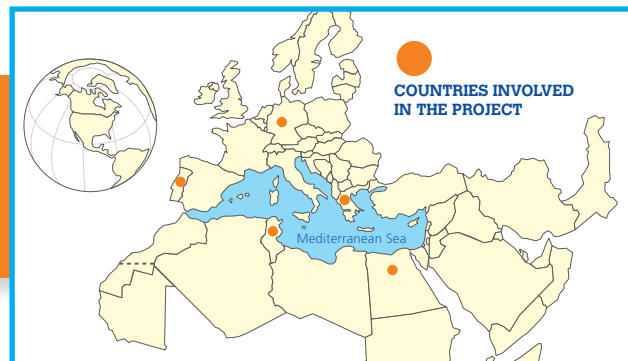 COUNTRIES INVOLVED
IN THE PROJECT
Mediterranean Sea